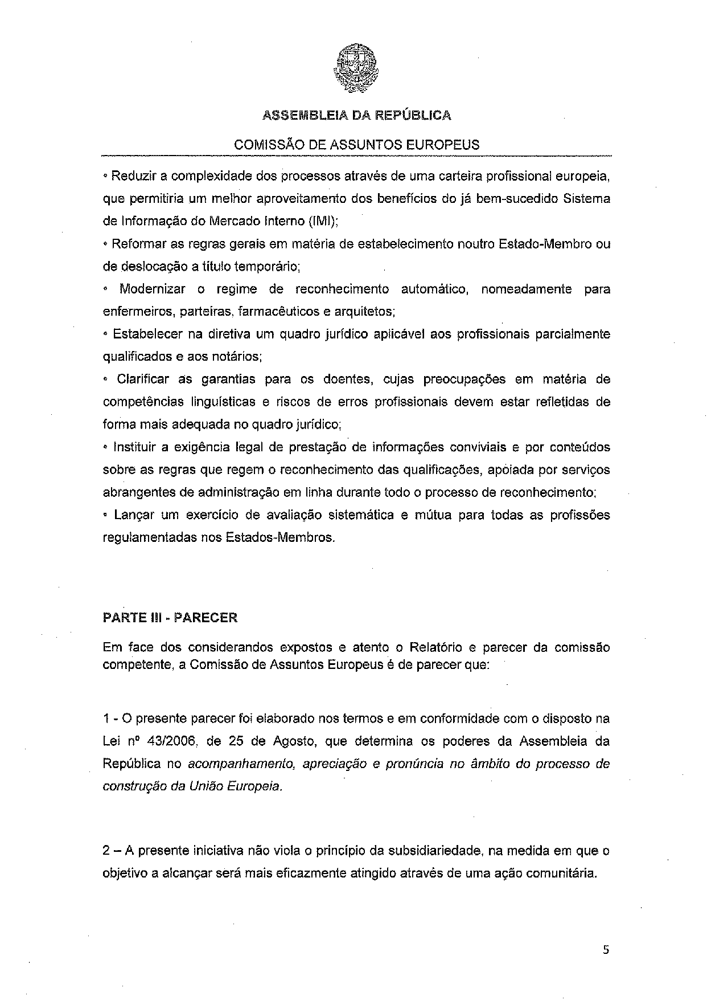 ASSEMBLEIA DA REPÚBLICA
COMISSÃO DE ASSUNTOS EUROPEUS
• Reduzir a complexidade dos processos através de uma carteira profissional europeia,
que permitiria um melhor aproveitamento dos benefícios do já bem-sucedido Sistema
de Informação do Mercado Interno (IMI);
• Reformar as regras gerais em matéria de estabelecimento noutro Estado-Membro ou
de deslocação a título temporário;
• Modernizar o regime de reconhecimento automático, nomeadamente para
enfermeiros, parteiras, farmacêuticos e arquitetos;
• Estabelecer na diretiva um quadro jurídico aplicável aos profissionais parcialmente
qualificados e aos notários;
• Clarificar as garantias para os doentes, cujas preocupações em matéria de
competências linguísticas e riscos de erros profissionais devem estar refletidas de
forma mais adequada no quadro jurídico;
• Instituir a exigência legal de prestação de informações conviviais e por conteúdos
sobre as regras que regem o reconhecimento das qualificações, apoiada por serviços
abrangentes de administração em linha durante todo o processo de reconhecimento;
• Lançar um exercício de avaliação sistemática e mútua para todas as profissões
regulamentadas nos Estados-Membros.
PARTE III - PARECER
Em face dos considerandos expostos e atento o Relatório e parecer da comissão
competente, a Comissão de Assuntos Europeus é de parecer que:
1 - O presente parecer foi elaborado nos termos e em conformidade com o disposto na
Lei nº 43/2006, de 25 de Agosto, que determina os poderes da Assembleia da
República no acompanhamento, apreciação e pronúncia no âmbito do processo de
construção da União Europeia.
2 – A presente iniciativa não viola o princípio da subsidiariedade, na medida em que o
objetivo a alcançar será mais eficazmente atingido através de uma ação comunitária.
5